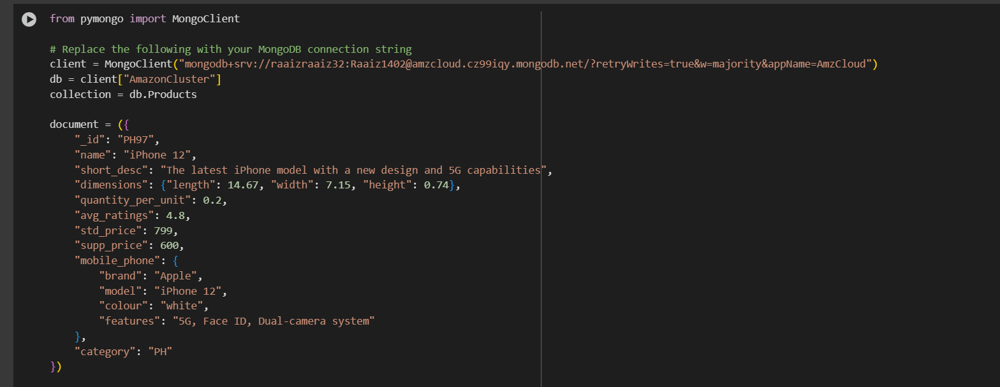 from pymongo import MongoClient
# Replace the following with your MongoDB connection string
client = MongoClient("mongodb+srv://raaizraaiz32:Raaiz1402@amzcloud.cz99iqy.mongodb.net/?retryWrites=true&w=majority&appName=AmzCloud")
db = client["AmazonCluster"]
collection = db.Products
document = ({
    "_id": "PH97",
    "name": "iPhone 12",
    "short_desc": "The latest iPhone model with a new design and 5G capabilities",
    "dimensions": {"length": 14.67, "width": 7.15, "height": 0.74},
    "quantity_per_unit": 0.2,
    "avg_ratings": 4.8,
    "std_price": 799,
    "supp_price": 600,
    "mobile_phone": {
        "brand": "Apple",
        "model": "iPhone 12",
        "colour": "white",
        "features": "5G, Face ID, Dual-camera system"
    },
    "category": "PH"
})